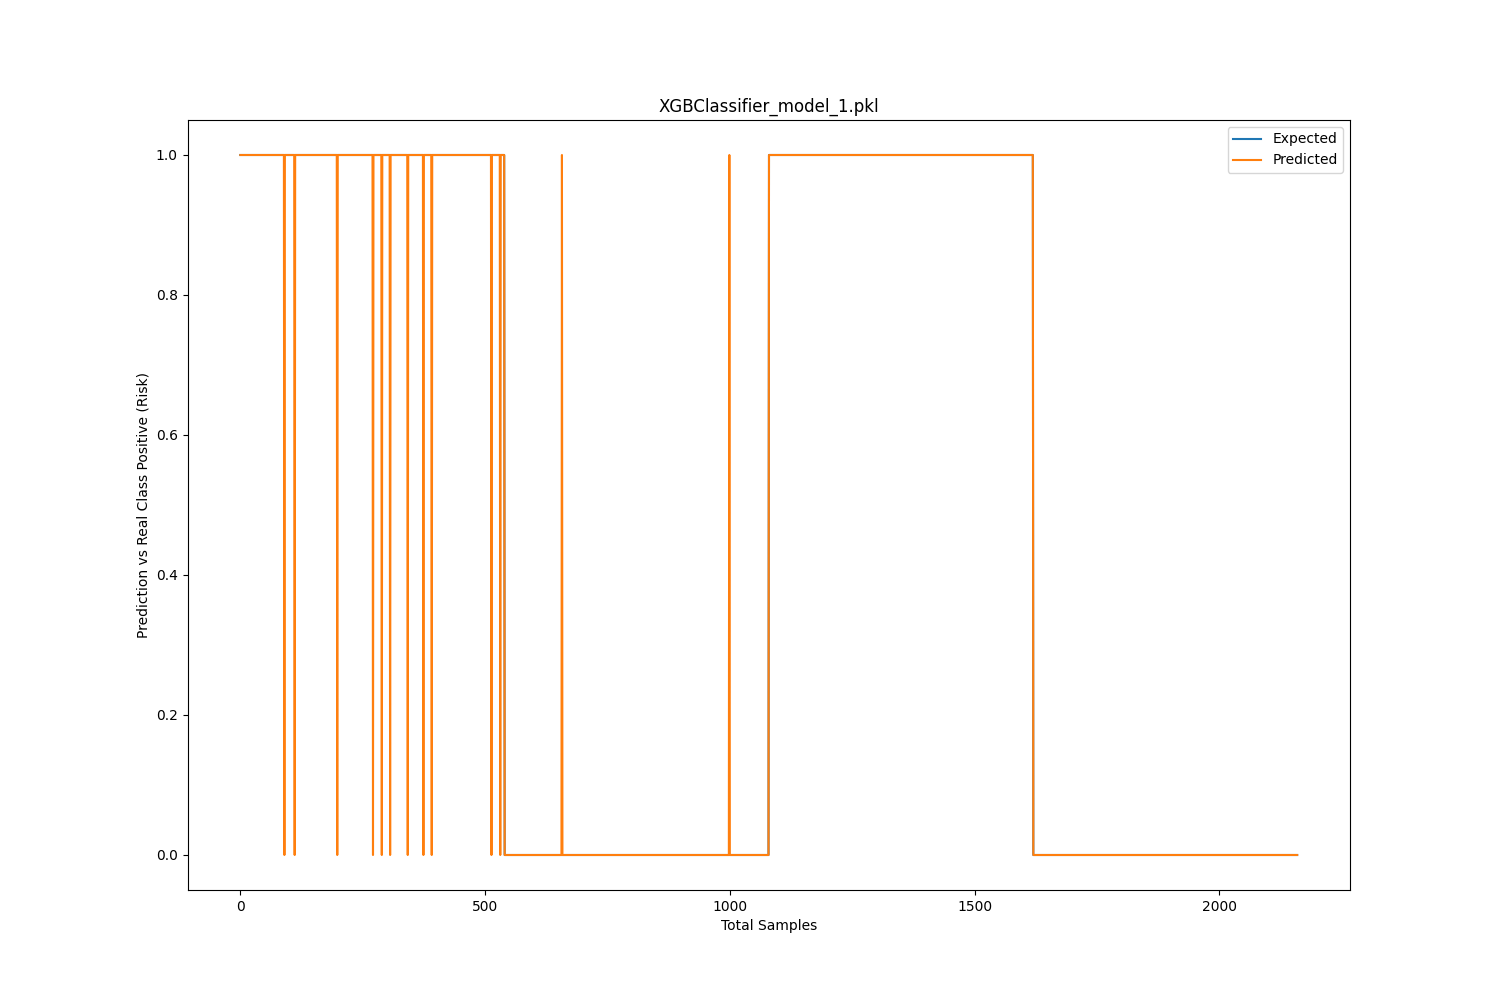 XGBClassifier_model_1.pkl
Expected
Predicted
Prediction vs Real Class Positive (Risk)
1.0
0.8
0.6
0.4
0.2
0.0
0 500 1000 1500 2000
Total Samples